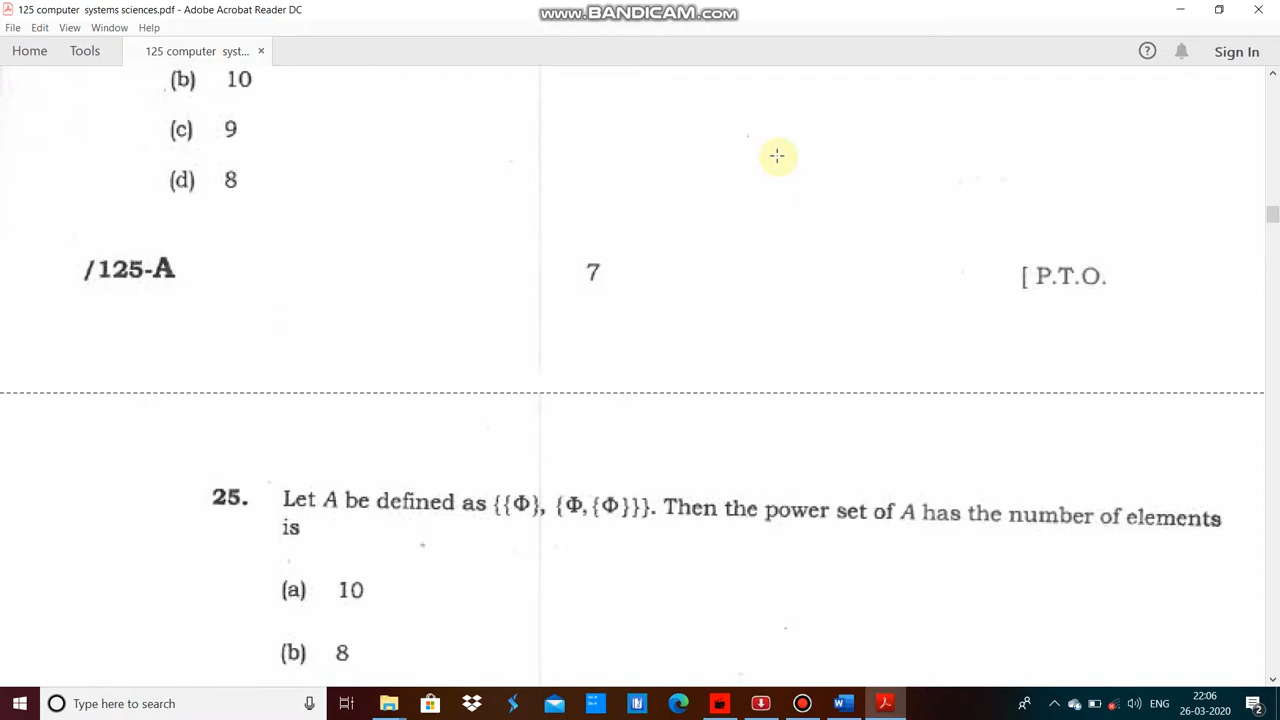 125 computer systems sciences.pdf - Adobe Acrobat Reader DC
www.BANDICAM.com
File Edit View Window Help
Home Tools 125 computer syst... × Sign In
(b) 10
(c) 9
(d) 8
/125-A 7 [ P.T.O.
25. Let A be defined as {{Φ}, {Φ,{Φ}}}. Then the power set of A has the number of elements
is
(a) 10
(b) 8
Type here to search ENG 22:06
26-03-2020 2